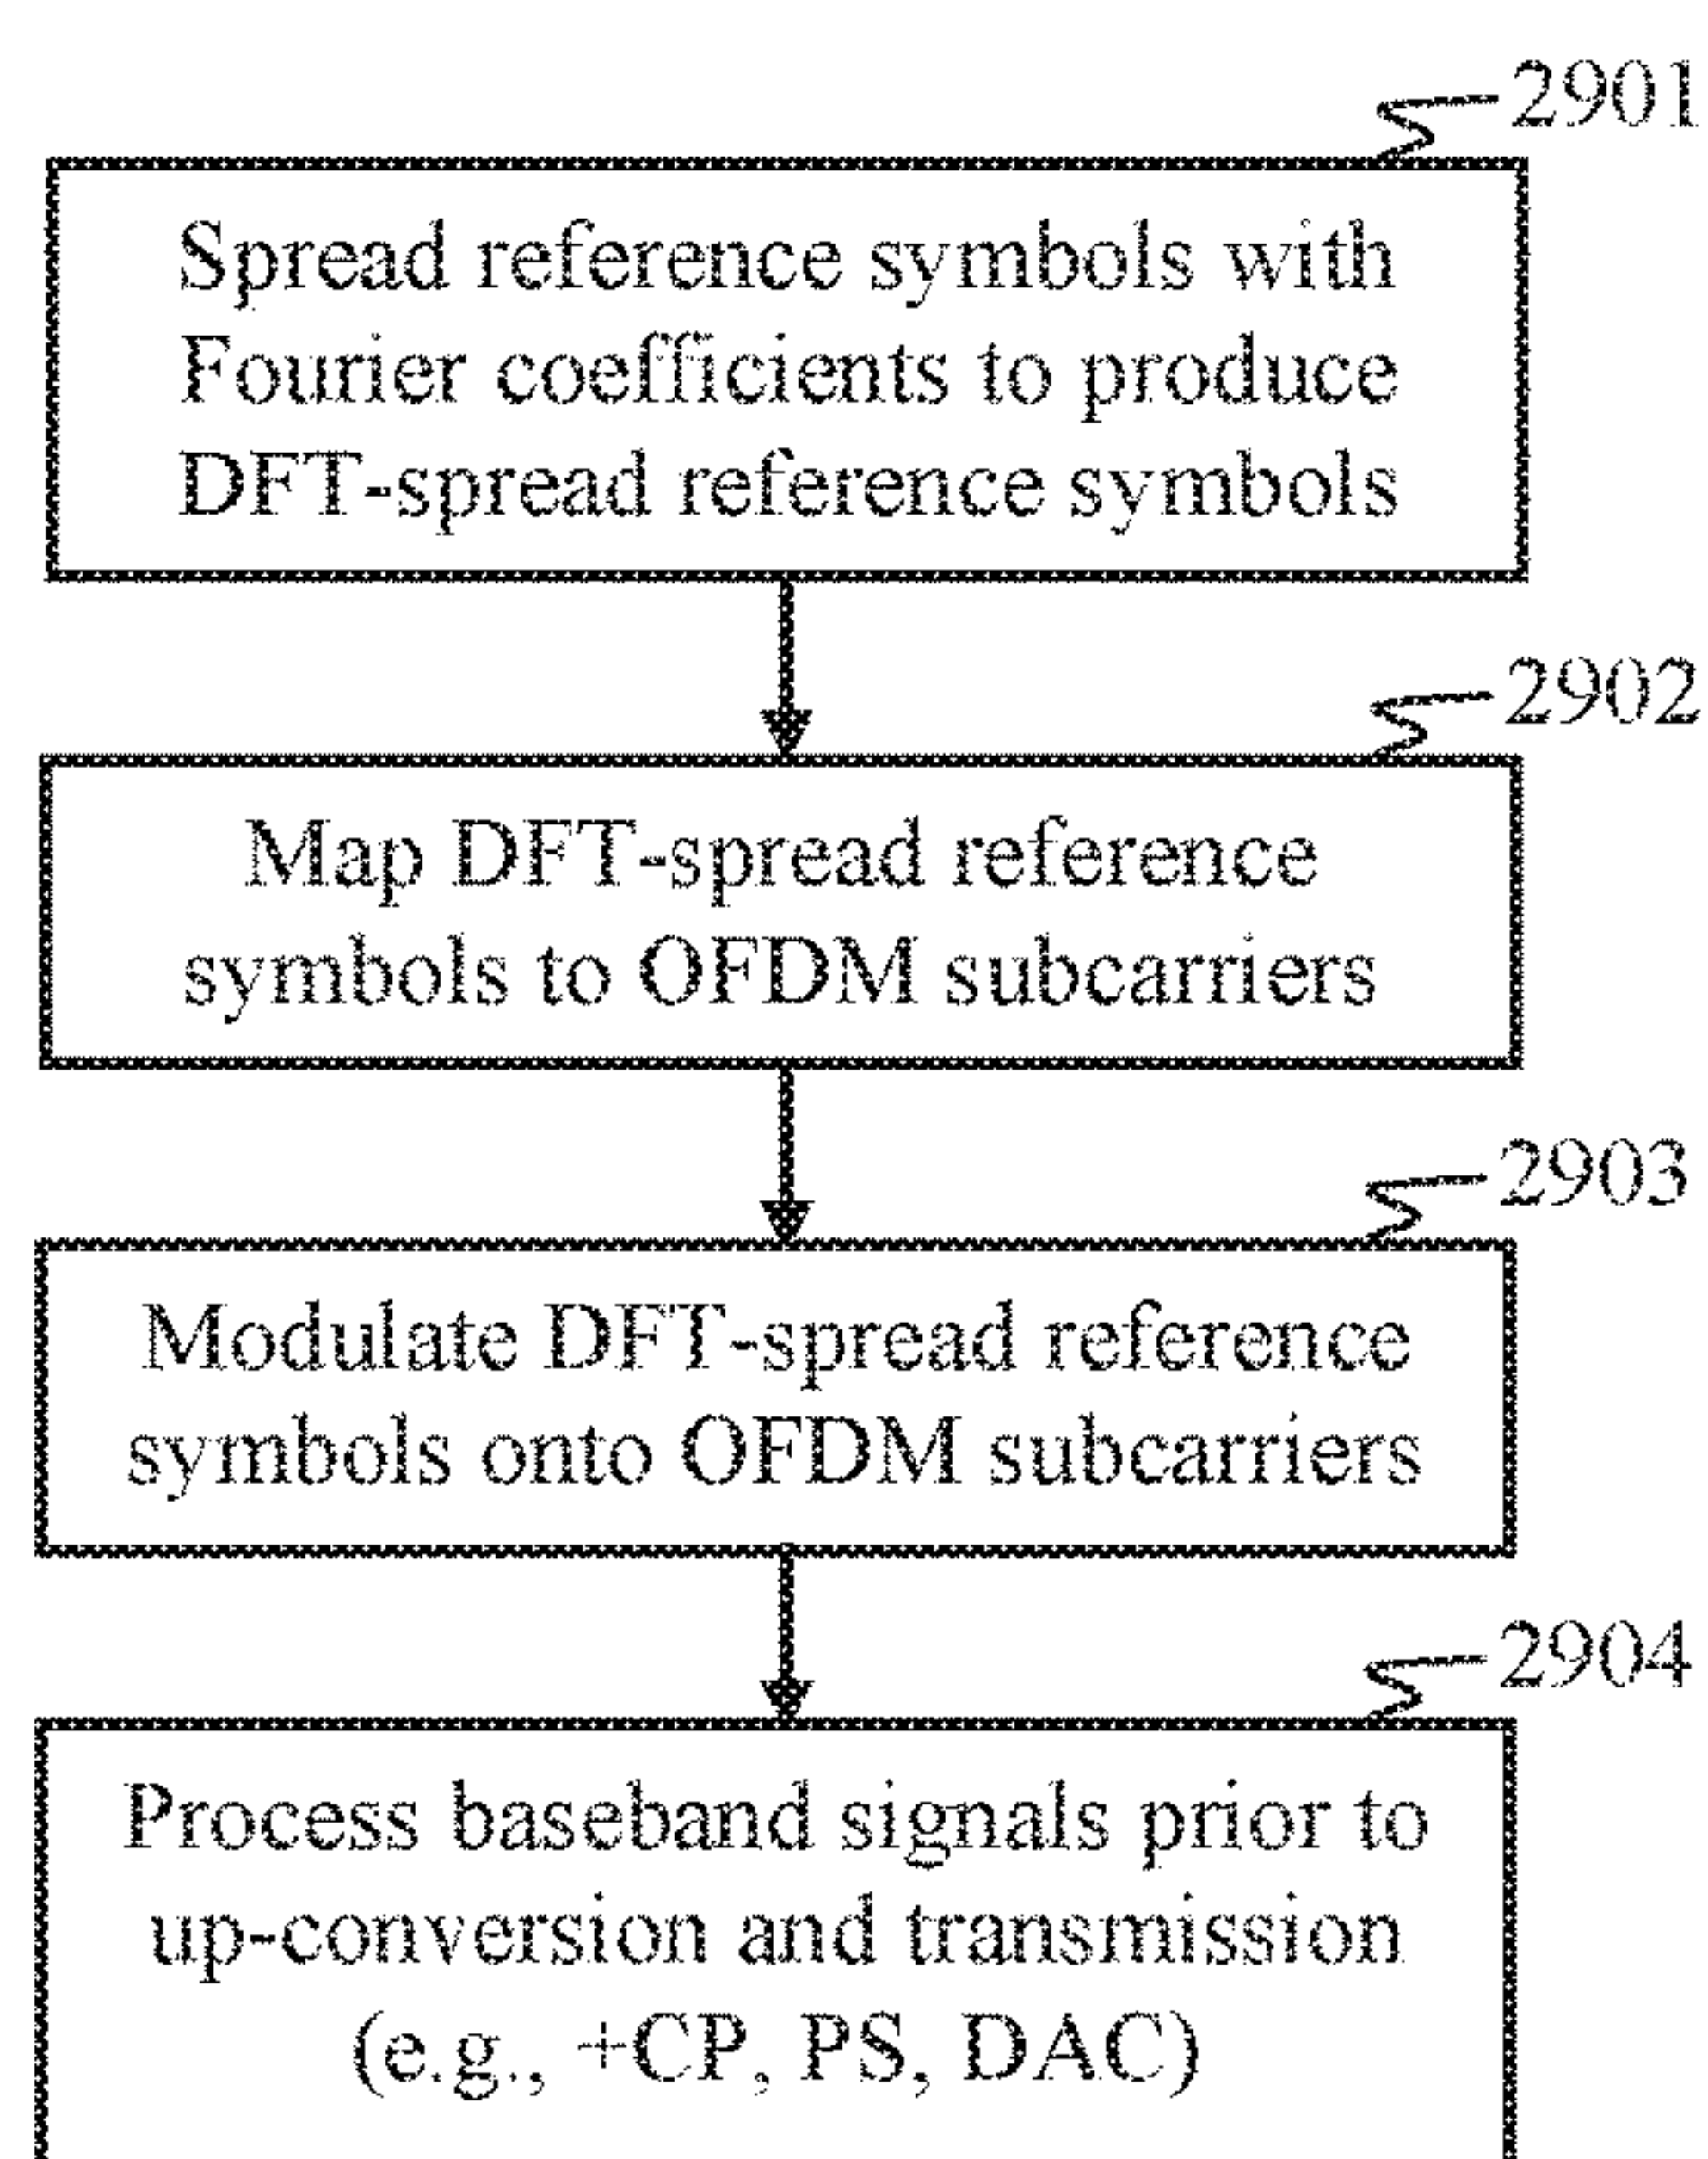 2901
Spread reference symbols with
Fourier coefficients to produce
DFT-spread reference symbols
2902
Map DFT-spread reference
symbols to OFDM subcarriers
2903
Modulate DFT-spread reference
symbols onto OFDM subcarriers
2904
Process baseband signals prior to
up-conversion and transmission
(e.g., +CP, PS, DAC)